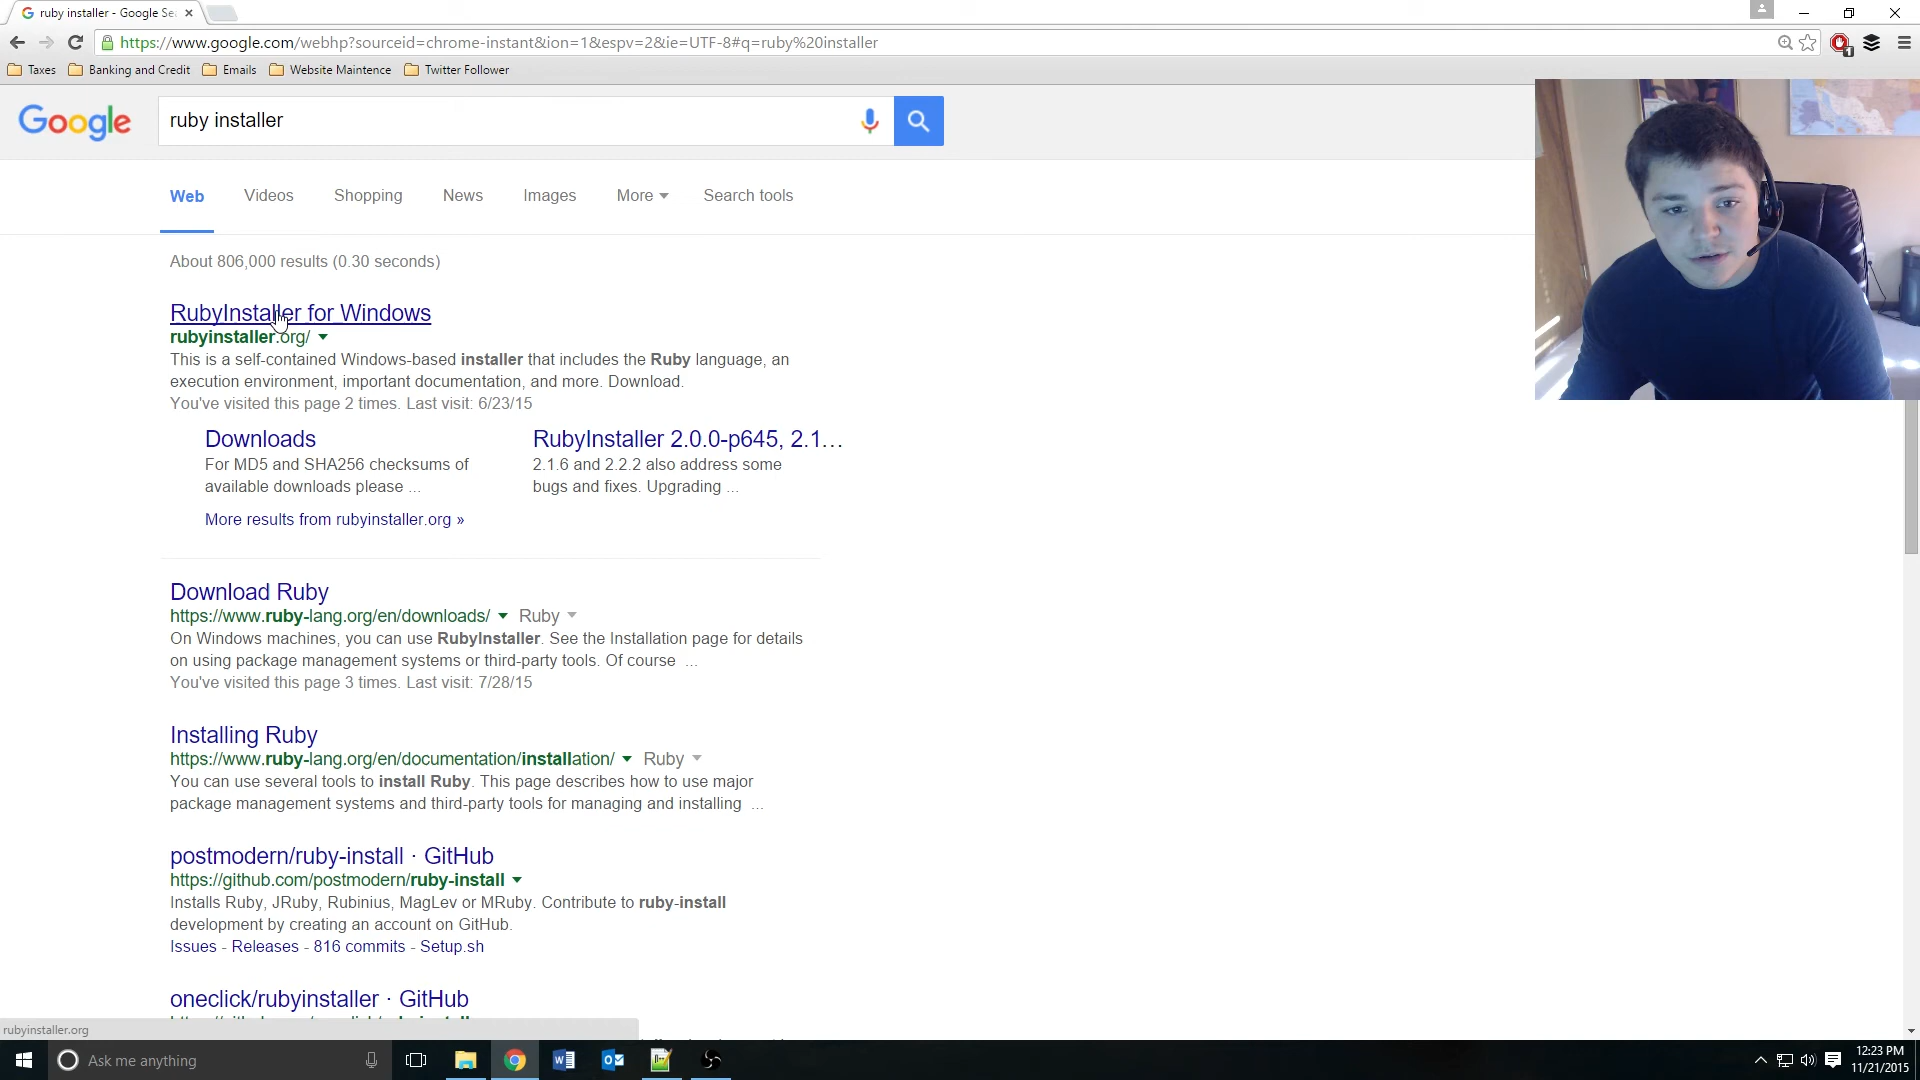 ruby installer - Google Se
https://www.google.com/webhp?sourceid=chrome-instant&ion=1&espv=2&ie=UTF-8#q=ruby%20installer
1
Taxes
Banking and Credit
Emails
Website Maintence
Twitter Follower
Google
ruby installer
Web
Videos
Shopping
News
Images
More
Search tools
About 806,000 results (0.30 seconds)
RubyInstaller for Windows
rubyinstaller.org/
This is a self-contained Windows-based installer that includes the Ruby language, an
execution environment, important documentation, and more. Download.
You've visited this page 2 times. Last visit: 6/23/15
Downloads
For MD5 and SHA256 checksums of
available downloads please ...
RubyInstaller 2.0.0-p645, 2.1...
2.1.6 and 2.2.2 also address some
bugs and fixes. Upgrading ...
More results from rubyinstaller.org »
Download Ruby
https://www.ruby-lang.org/en/downloads/ Ruby
On Windows machines, you can use RubyInstaller. See the Installation page for details
on using package management systems or third-party tools. Of course ...
You've visited this page 3 times. Last visit: 7/28/15
Installing Ruby
https://www.ruby-lang.org/en/documentation/installation/ Ruby
You can use several tools to install Ruby. This page describes how to use major
package management systems and third-party tools for managing and installing ...
postmodern/ruby-install · GitHub
https://github.com/postmodern/ruby-install
Installs Ruby, JRuby, Rubinius, MagLev or MRuby. Contribute to ruby-install
development by creating an account on GitHub.
Issues - Releases - 816 commits - Setup.sh
oneclick/rubyinstaller · GitHub
rubyinstaller.org
Ask me anything
12:23 PM
11/21/2015